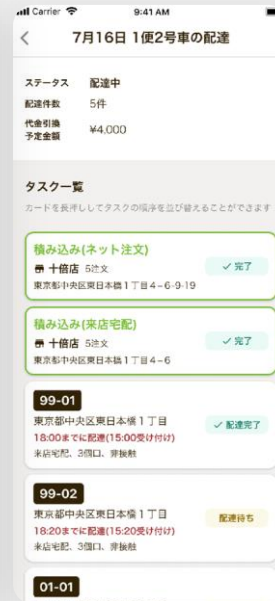 Carrier 9:41 AM
7月16日 1便2号車の配達
ステータス 配達中
配達件数 5件
代金引換
予定金額 ¥4,000
タスク一覧
カードを長押ししてタスクの順序を並び替えることができます
積み込み(ネット注文)
十倍店 5注文
東京都中央区東日本橋1丁目4-6-9-19
完了
積み込み(来店宅配)
十倍店 5注文
東京都中央区東日本橋1丁目4-6
完了
99-01
東京都中央区東日本橋1丁目
18:00までに配達(15:00受け付け)
来店宅配、3個口、非接触
配達完了
99-02
東京都中央区東日本橋1丁目
18:20までに配達(15:20受け付け)
来店宅配、3個口、非接触
配達待ち
01-01